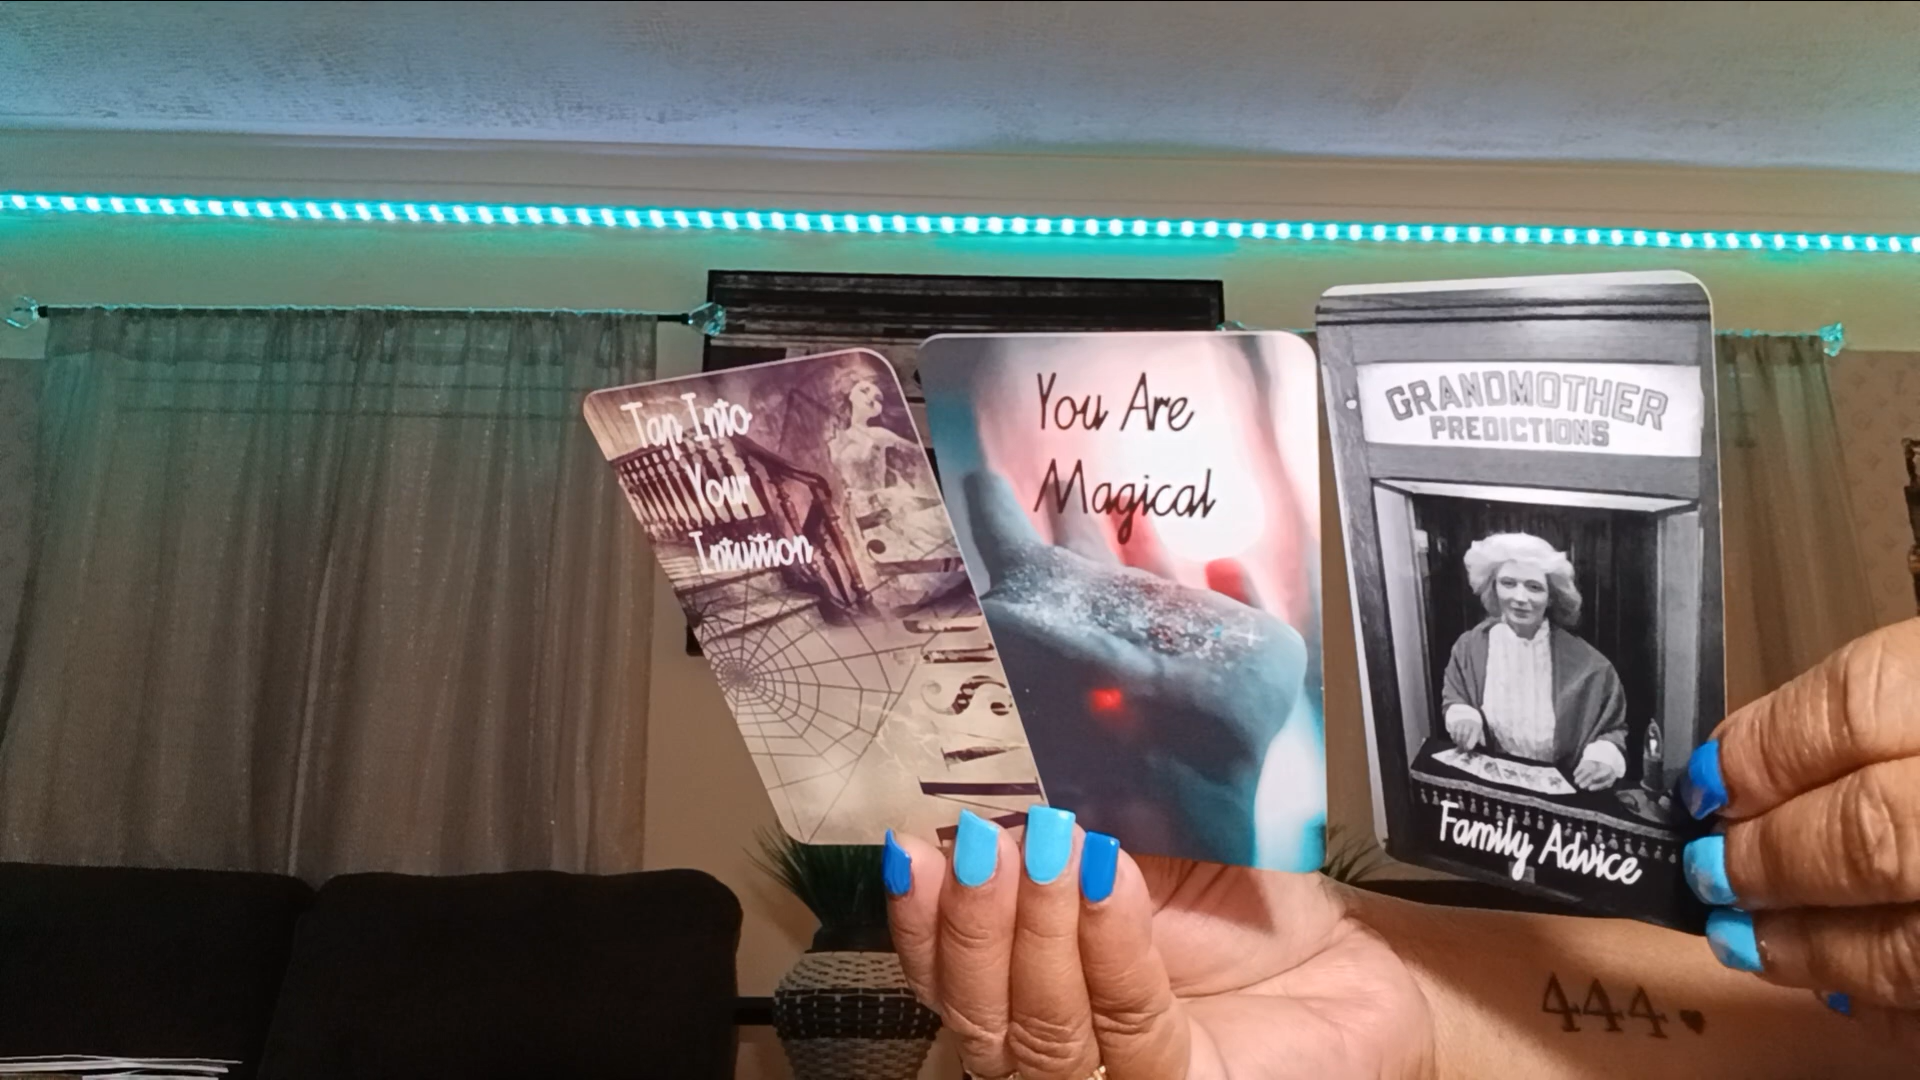 Tap Into
Your
Intuition
You Are
Magical
GRANDMOTHER
PREDICTIONS
Family Advice
444